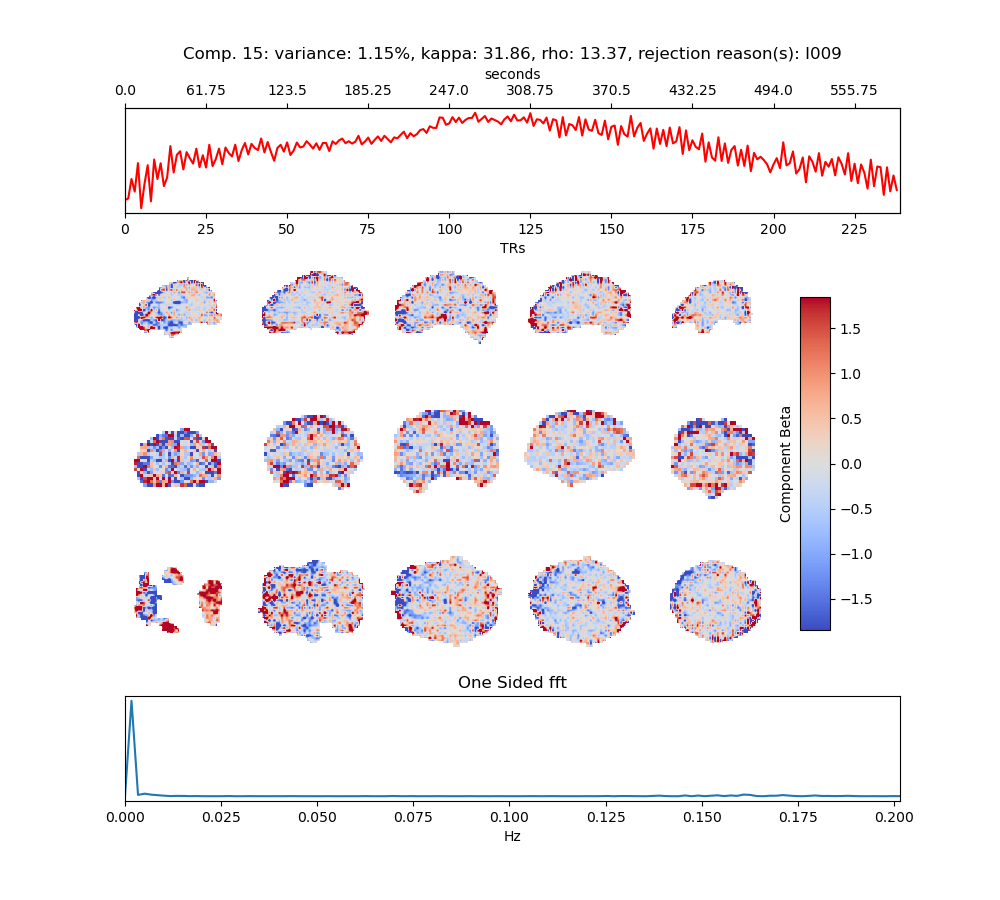 Comp. 15: variance: 1.15%, kappa: 31.86, rho: 13.37, rejection reason(s): I009
seconds
0.0 61.75 123.5 185.25 247.0 308.75 370.5 432.25 494.0 555.75
0 25 50 75 100 125 150 175 200 225
TRs
1.5
1.0
0.5
0.0
−0.5
−1.0
−1.5
Component Beta
One Sided fft
0.000 0.025 0.050 0.075 0.100 0.125 0.150 0.175 0.200
Hz